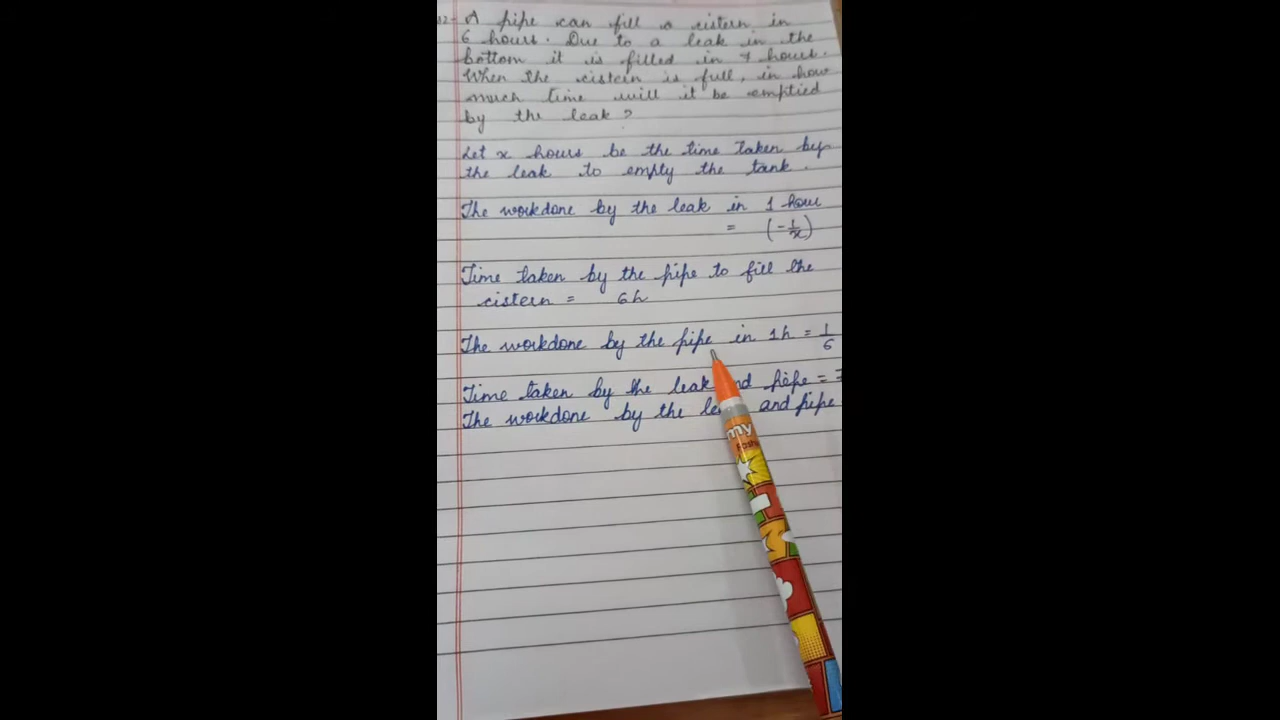 A pipe can fill a cistern in
6 hours. Due to a leak in the
bottom it is filled in 7 hours.
When the cistern is full, in how
much time will it be emptied
by the leak?
Let x hours be the time taken by
the leak to empty the tank.
The workdone by the leak in 1 hour
= (-1/x)
Time taken by the pipe to fill the
cistern = 6h
The workdone by the pipe in 1h = 1/6
Time taken by the leak and pipe = 7
The workdone by the leak and pipe
my